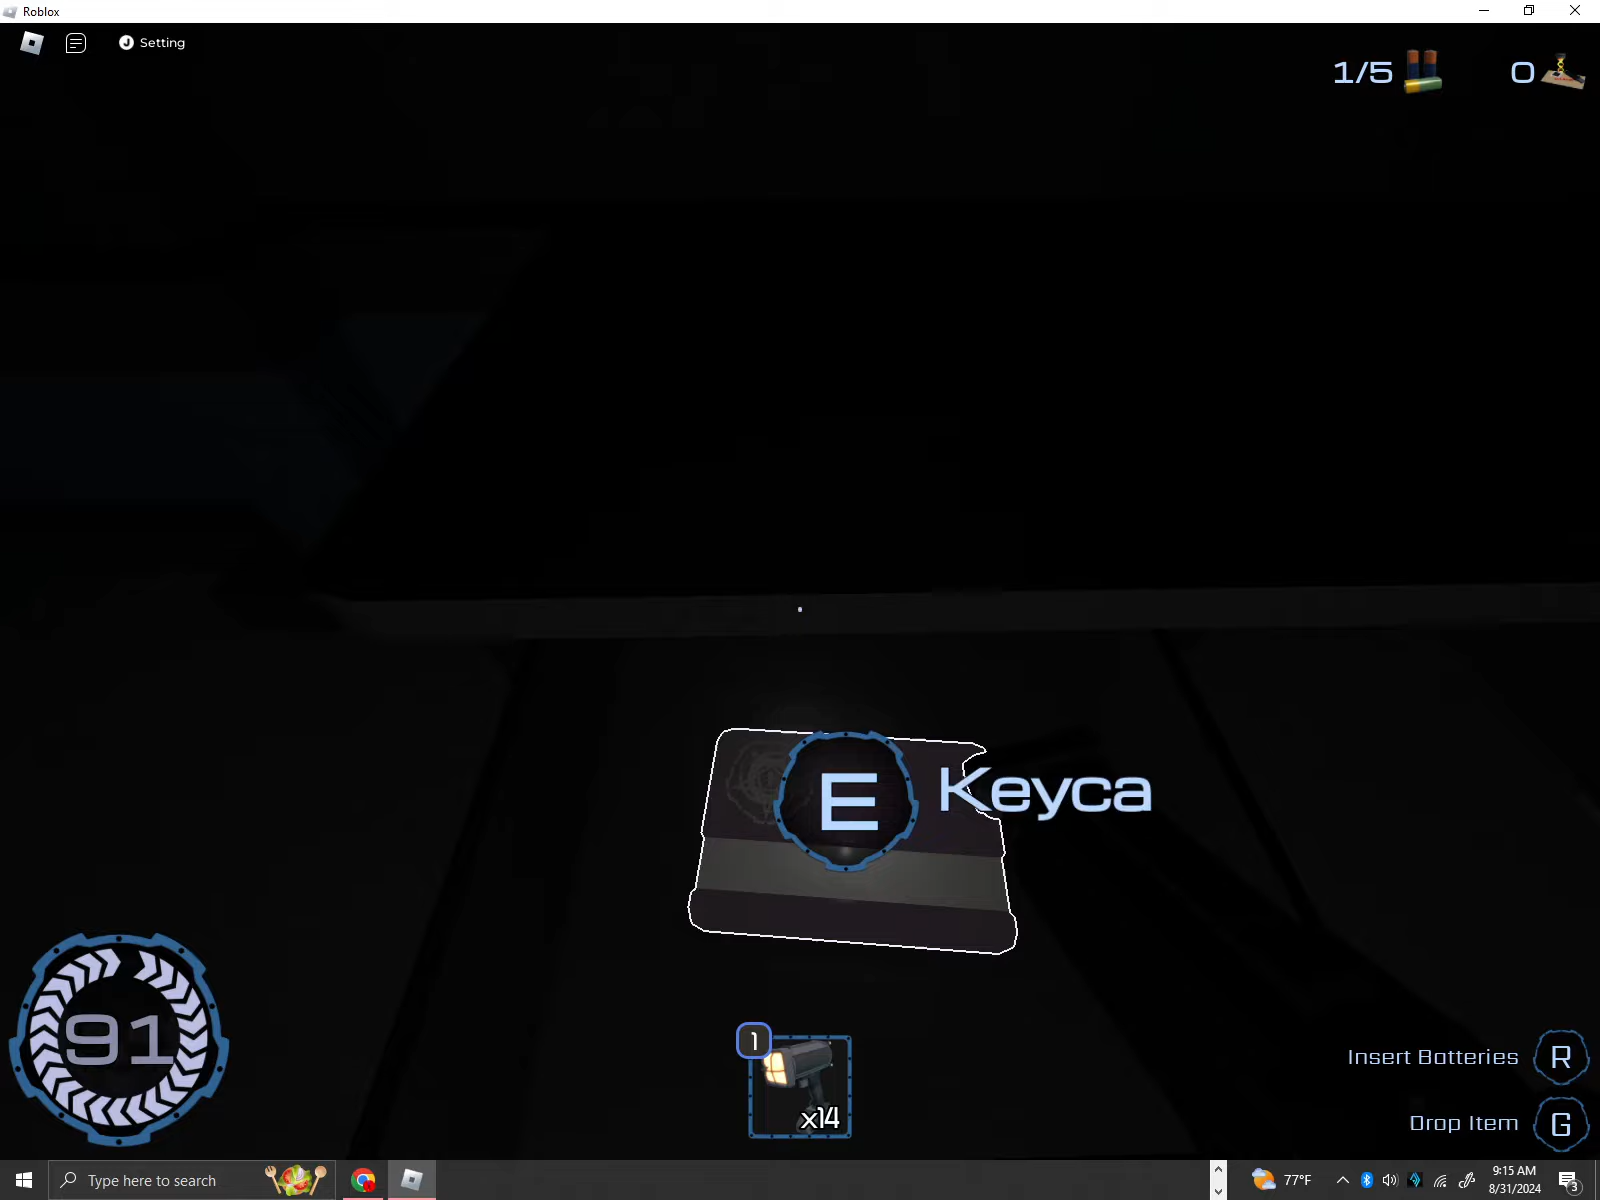 Roblox
J Setting
1/5
0
E Keyca
91
1
x14
Insert Batteries R
Drop Item G
Type here to search
77°F
9:15 AM
8/31/2024
3